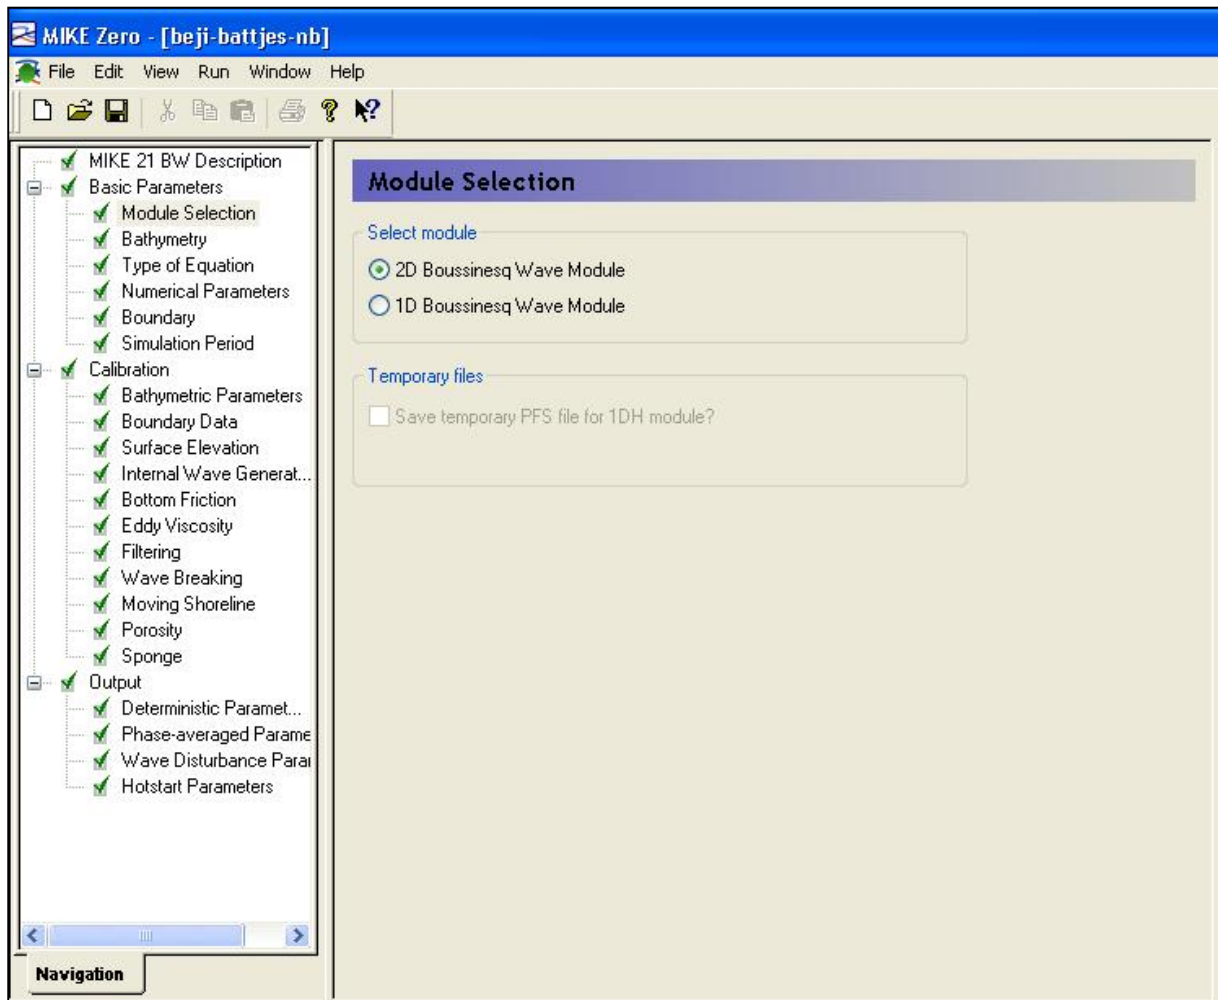 MIKE Zero - [beji-battjes-nb]
File Edit View Run Window Help
MIKE 21 BW Description
Basic Parameters
Module Selection
Bathymetry
Type of Equation
Numerical Parameters
Boundary
Simulation Period
Calibration
Bathymetric Parameters
Boundary Data
Surface Elevation
Internal Wave Generat...
Bottom Friction
Eddy Viscosity
Filtering
Wave Breaking
Moving Shoreline
Porosity
Sponge
Output
Deterministic Paramet...
Phase-averaged Parame
Wave Disturbance Parar
Hotstart Parameters
Navigation
Module Selection
Select module
2D Boussinesq Wave Module
1D Boussinesq Wave Module
Temporary files
Save temporary PFS file for 1DH module?